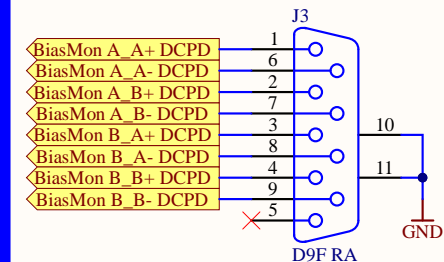 J3
BiasMon A_A+ DCPD 1
BiasMon A_A- DCPD 6
BiasMon A_B+ DCPD 2
BiasMon A_B- DCPD 7
BiasMon B_A+ DCPD 3
BiasMon B_A- DCPD 8
BiasMon B_B+ DCPD 4
BiasMon B_B- DCPD 9
5
10
11
GND
D9F RA